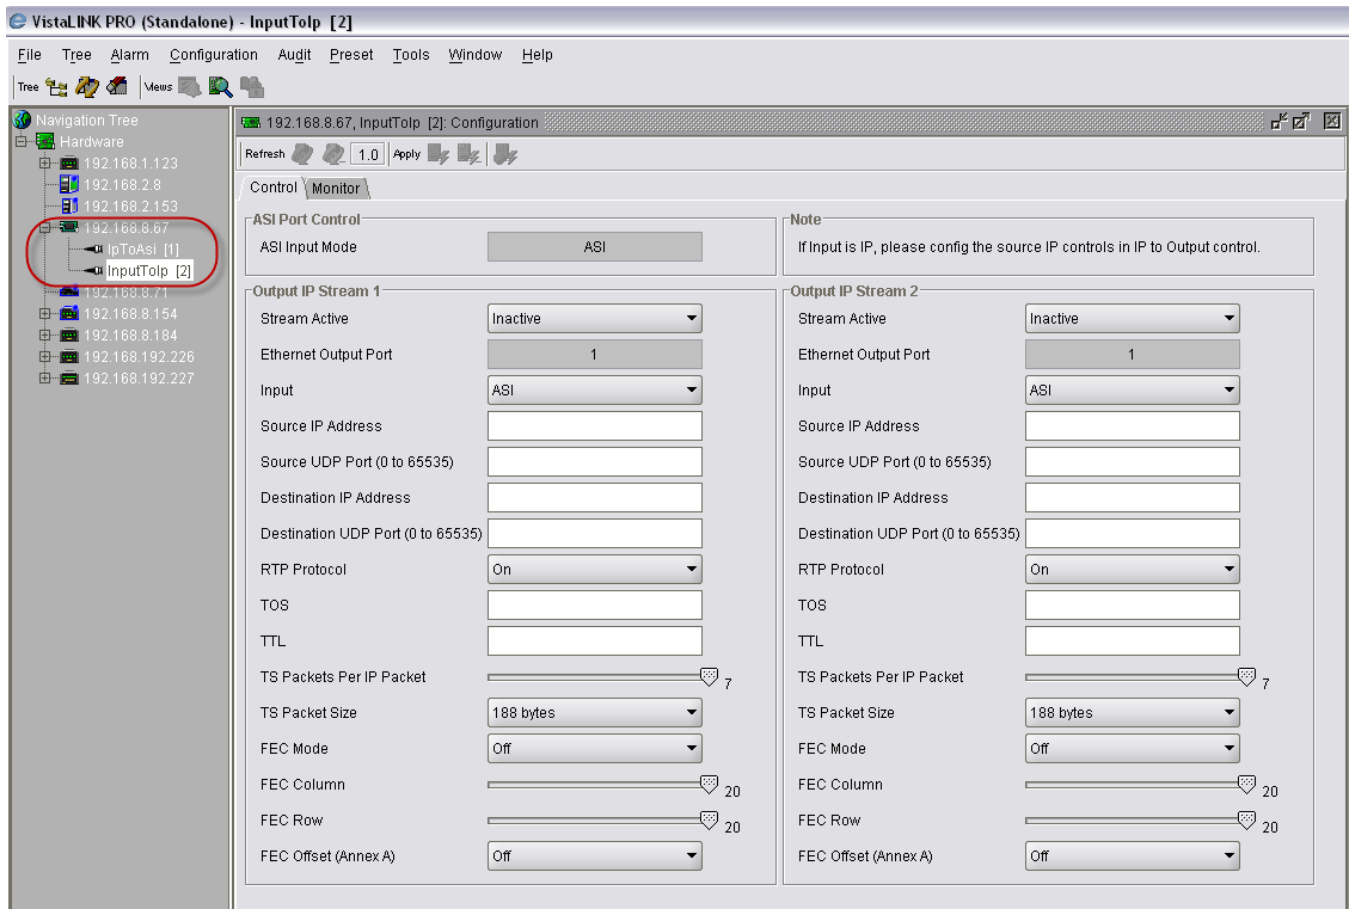 VistaLINK PRO (Standalone) - InputToIp [2]
File Tree Alarm Configuration Audit Preset Tools Window Help
Tree Views
Navigation Tree
Hardware
192.168.1.123
192.168.2.8
192.168.2.153
192.168.8.67
IpToAsi [1]
InputToIp [2]
192.168.8.71
192.168.8.154
192.168.8.184
192.168.192.226
192.168.192.227
192.168.8.67, InputToIp [2]: Configuration
Refresh 1.0 Apply
Control Monitor
ASI Port Control
ASI Input Mode ASI
Note
If Input is IP, please config the source IP controls in IP to Output control.
Output IP Stream 1
Stream Active Inactive
Ethernet Output Port 1
Input ASI
Source IP Address
Source UDP Port (0 to 65535)
Destination IP Address
Destination UDP Port (0 to 65535)
RTP Protocol On
TOS
TTL
TS Packets Per IP Packet 7
TS Packet Size 188 bytes
FEC Mode Off
FEC Column 20
FEC Row 20
FEC Offset (Annex A) Off
Output IP Stream 2
Stream Active Inactive
Ethernet Output Port 1
Input ASI
Source IP Address
Source UDP Port (0 to 65535)
Destination IP Address
Destination UDP Port (0 to 65535)
RTP Protocol On
TOS
TTL
TS Packets Per IP Packet 7
TS Packet Size 188 bytes
FEC Mode Off
FEC Column 20
FEC Row 20
FEC Offset (Annex A) Off